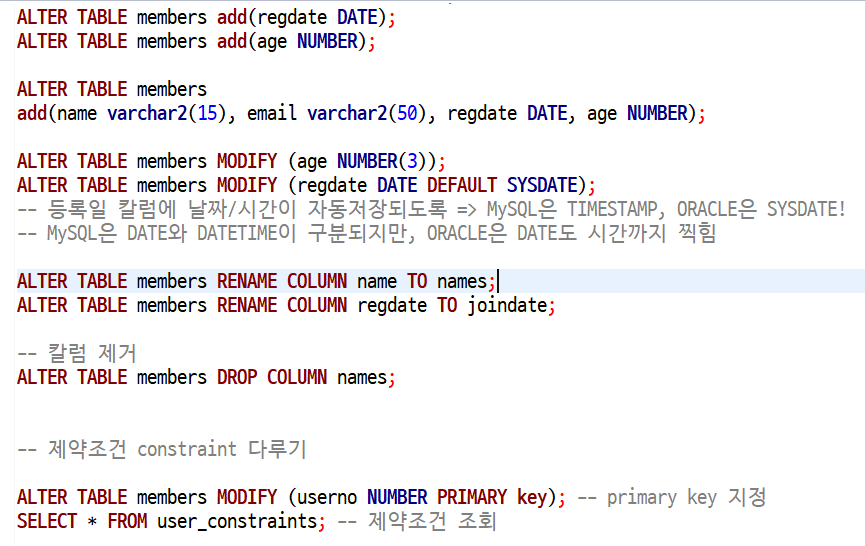 ALTER TABLE members add(regdate DATE);
ALTER TABLE members add(age NUMBER);
ALTER TABLE members
add(name varchar2(15), email varchar2(50), regdate DATE, age NUMBER);
ALTER TABLE members MODIFY (age NUMBER(3));
ALTER TABLE members MODIFY (regdate DATE DEFAULT SYSDATE);
-- 등록일 칼럼에 날짜/시간이 자동저장되도록 => MySQL은 TIMESTAMP, ORACLE은 SYSDATE!
-- MySQL은 DATE와 DATETIME이 구분되지만, ORACLE은 DATE도 시간까지 찍힘
ALTER TABLE members RENAME COLUMN name TO names;
ALTER TABLE members RENAME COLUMN regdate TO joindate;
-- 칼럼 제거
ALTER TABLE members DROP COLUMN names;
-- 제약조건 constraint 다루기
ALTER TABLE members MODIFY (userno NUMBER PRIMARY key); -- primary key 지정
SELECT * FROM user_constraints; -- 제약조건 조회